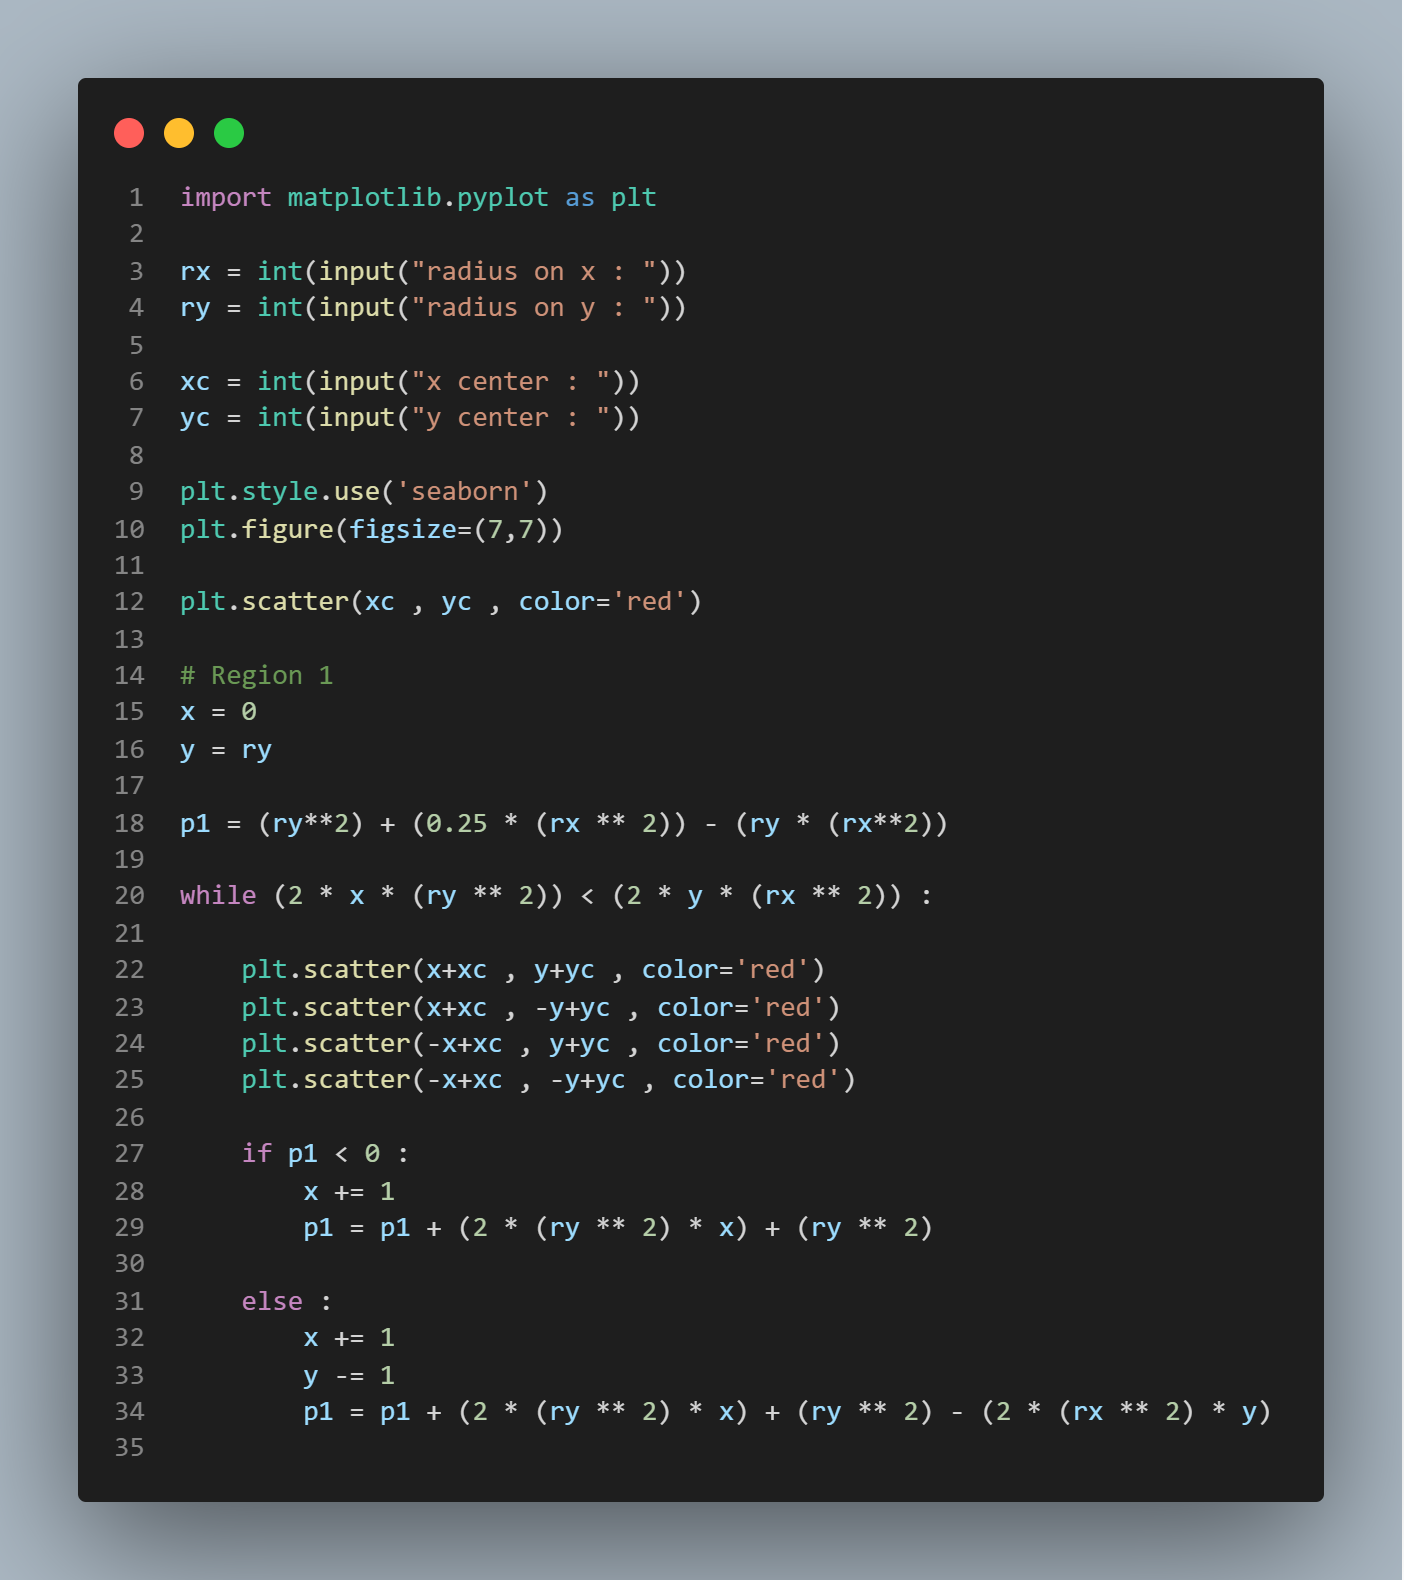 1 import matplotlib.pyplot as plt
2
3 rx = int(input("radius on x : "))
4 ry = int(input("radius on y : "))
5
6 xc = int(input("x center : "))
7 yc = int(input("y center : "))
8
9 plt.style.use('seaborn')
10 plt.figure(figsize=(7,7))
11
12 plt.scatter(xc , yc , color='red')
13
14 # Region 1
15 x = 0
16 y = ry
17
18 p1 = (ry**2) + (0.25 * (rx ** 2)) - (ry * (rx**2))
19
20 while (2 * x * (ry ** 2)) < (2 * y * (rx ** 2)) :
21
22     plt.scatter(x+xc , y+yc , color='red')
23     plt.scatter(x+xc , -y+yc , color='red')
24     plt.scatter(-x+xc , y+yc , color='red')
25     plt.scatter(-x+xc , -y+yc , color='red')
26
27     if p1 < 0 :
28         x += 1
29         p1 = p1 + (2 * (ry ** 2) * x) + (ry ** 2)
30
31     else :
32         x += 1
33         y -= 1
34         p1 = p1 + (2 * (ry ** 2) * x) + (ry ** 2) - (2 * (rx ** 2) * y)
35